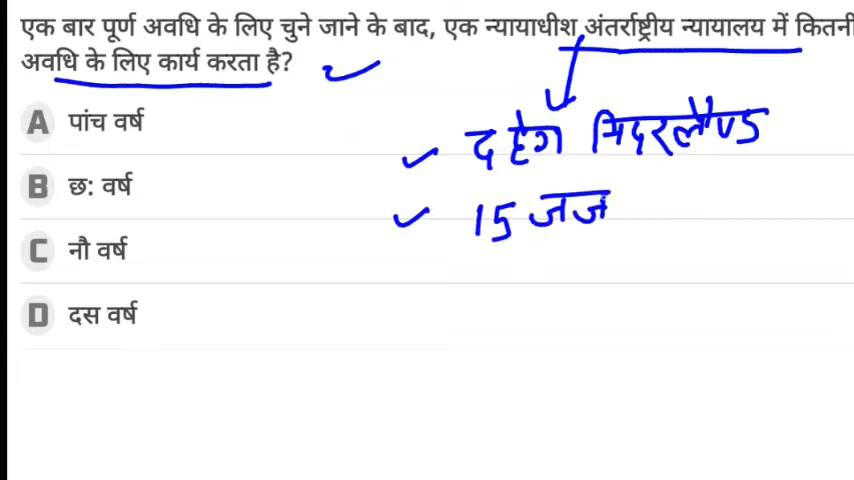 एक बार पूर्ण अवधि के लिए चुने जाने के बाद, एक न्यायाधीश अंतर्राष्ट्रीय न्यायालय में कितनी
अवधि के लिए कार्य करता है?
A पांच वर्ष
द हेग निदरलैण्ड
B छ: वर्ष
15 जज
C नौ वर्ष
D दस वर्ष